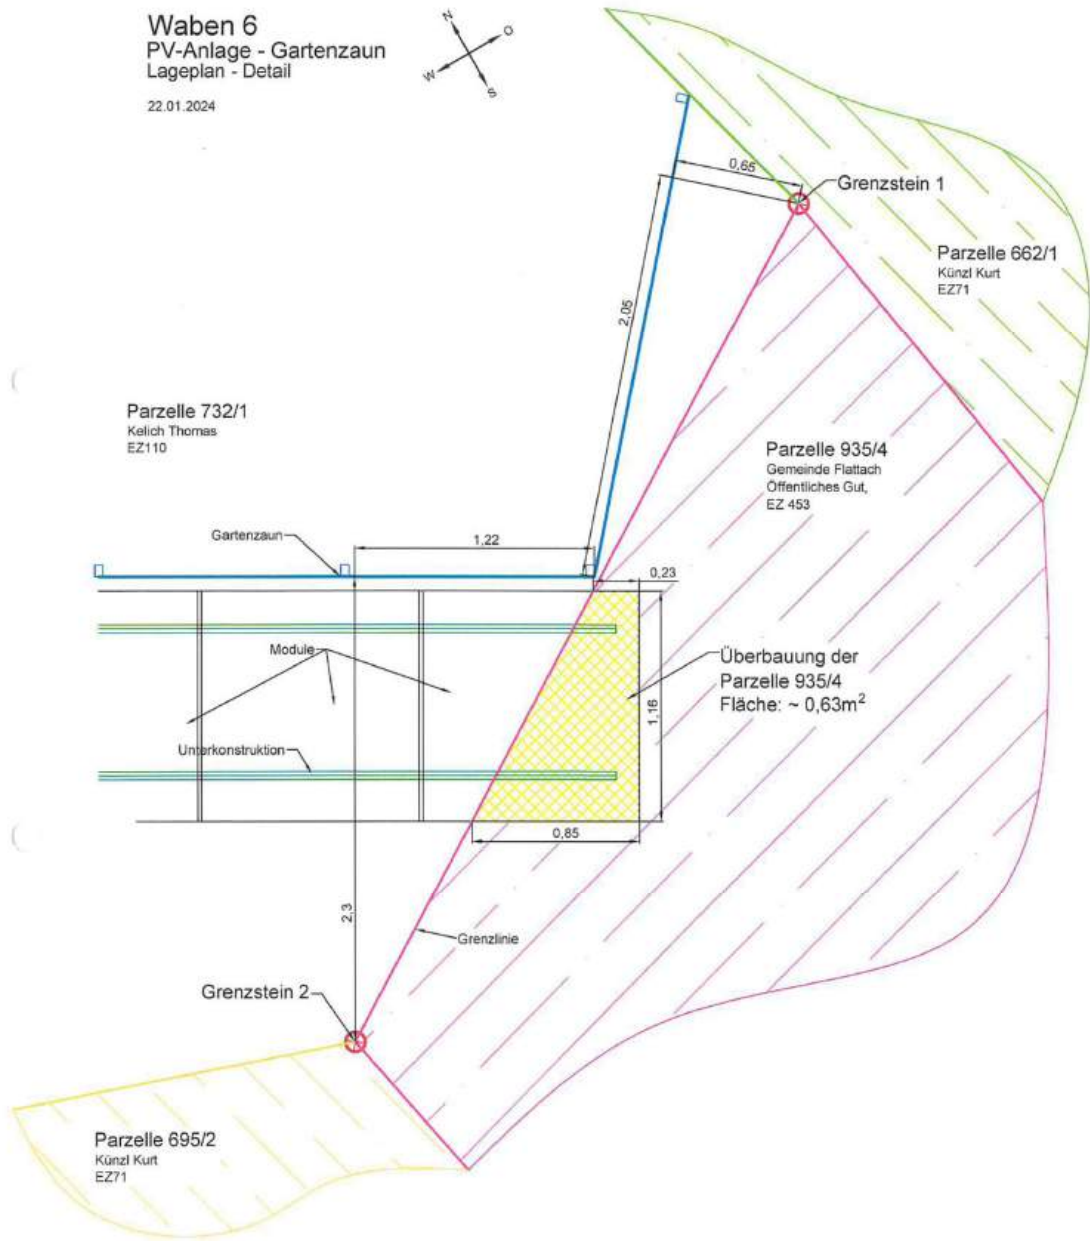 Waben 6
PV-Anlage - Gartenzaun
Lageplan - Detail
22.01.2024
N
O
W
S
0,65
Grenzstein 1
Parzelle 662/1
Künzl Kurt
EZ71
2,05
Parzelle 732/1
Kelich Thomas
EZ110
Parzelle 935/4
Gemeinde Flattach
Öffentliches Gut,
EZ 453
Gartenzaun
1,22
0,23
Module
Überbauung der
Parzelle 935/4
Fläche: ~ 0,63m²
1,16
Unterkonstruktion
0,85
2,3
Grenzlinie
Grenzstein 2
Parzelle 695/2
Künzl Kurt
EZ71